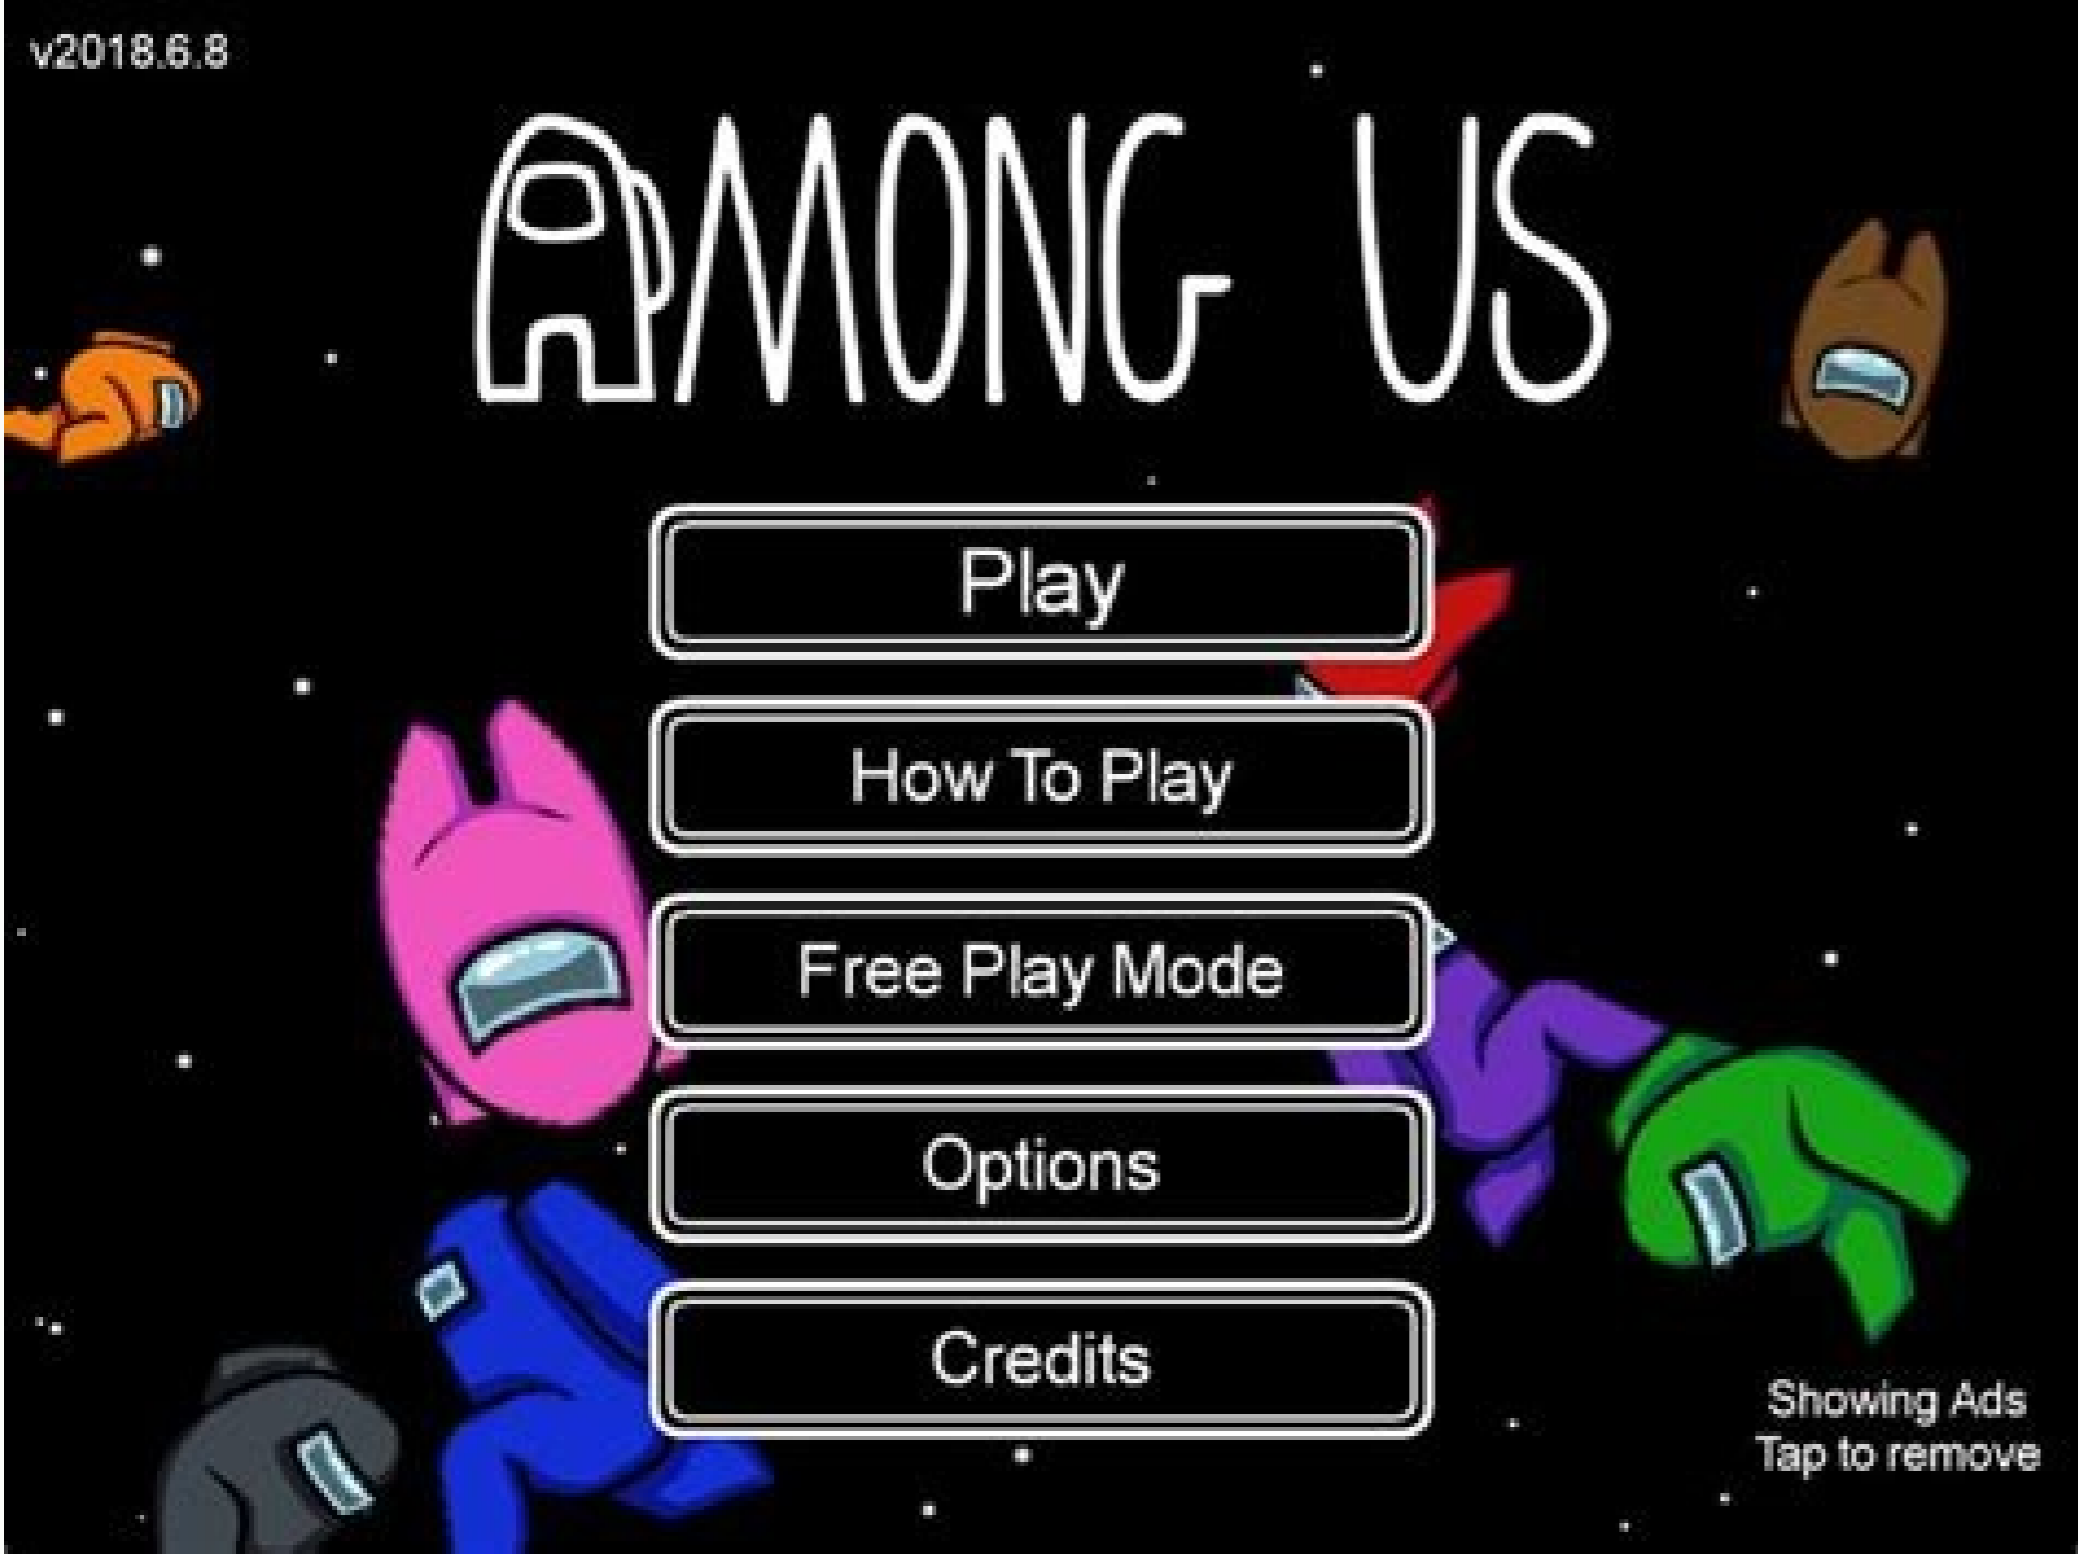 v2018.6.8
AMONG US
Play
How To Play
Free Play Mode
Options
Credits
Showing Ads
Tap to remove